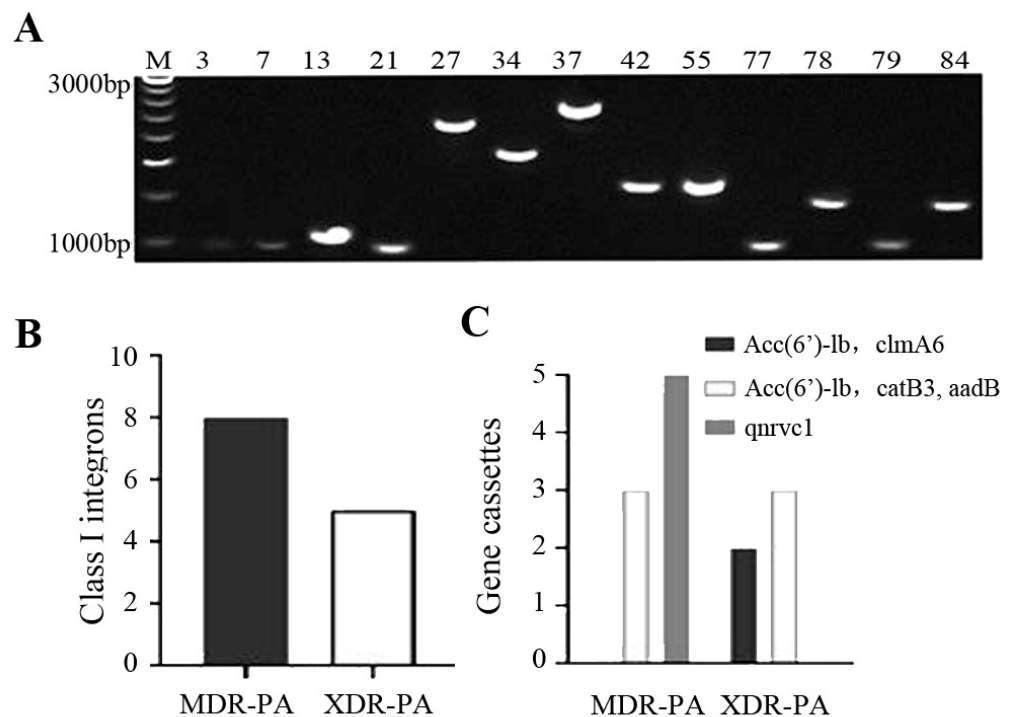 A
M 3 7 13 21 27 34 37 42 55 77 78 79 84
3000bp
1000bp
B
10
8
6
4
2
0
Class I integrons
MDR-PA XDR-PA
C
Acc(6')-lb，clmA6
Acc(6')-lb，catB3, aadB
qnrvc1
5
4
3
2
1
0
Gene cassettes
MDR-PA XDR-PA